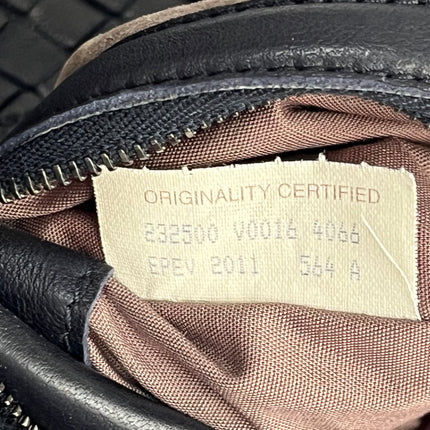 ORIGINALITY CERTIFIED
232500 V0016 4066
EPEV 2011 564 A